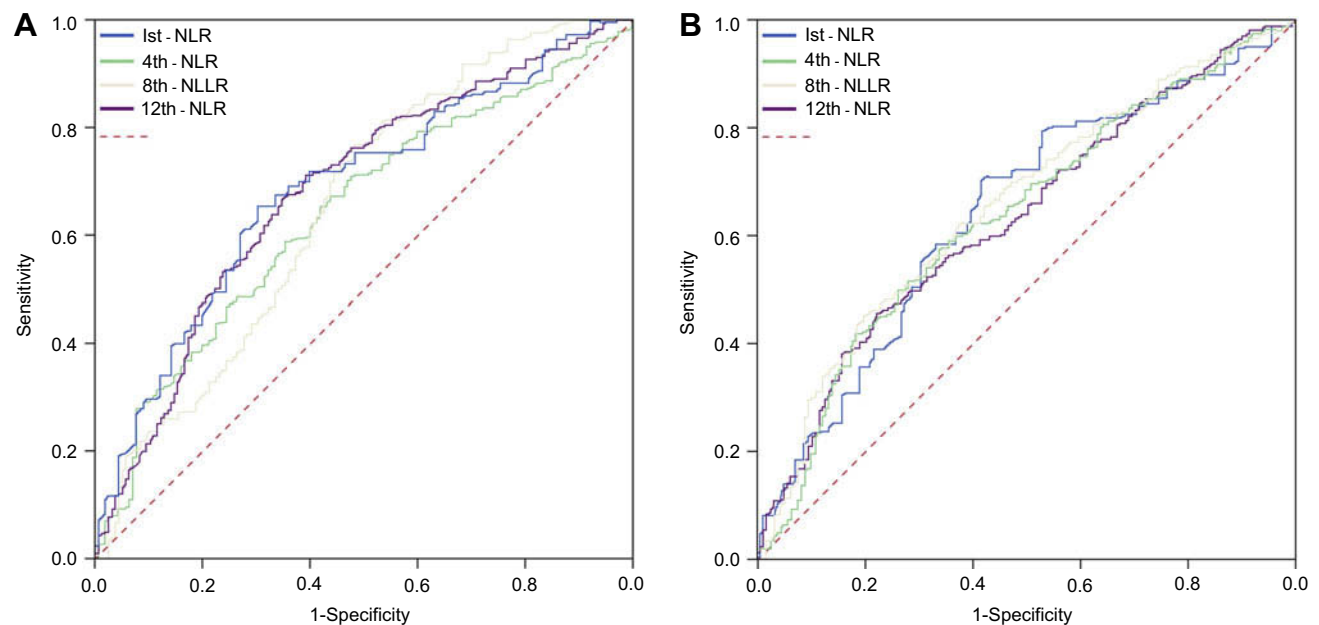 A
1.0
Ist - NLR
4th - NLR
8th - NLLR
12th - NLR
0.8
0.6
Sensitivity
0.4
0.2
0.0
0.0 0.2 0.4 0.6 0.8 0.0
1-Specificity
B
1.0
Ist - NLR
4th - NLR
8th - NLLR
12th - NLR
0.8
0.6
Sensitivity
0.4
0.2
0.0
0.0 0.2 0.4 0.6 0.8 0.0
1-Specificity